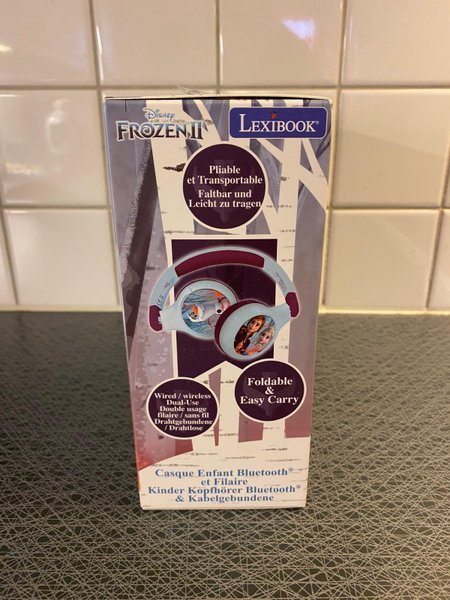 Disney
FROZEN II
LEXIBOOK®
Pliable
et Transportable
Faltbar und
Leicht zu tragen
Wired / wireless
Dual-Use
Double usage
filaire / sans fil
Drahtgebundene
/ Drahtlose
Foldable
&
Easy Carry
Casque Enfant Bluetooth®
et Filaire
Kinder Kopfhörer Bluetooth®
& Kabelgebundene